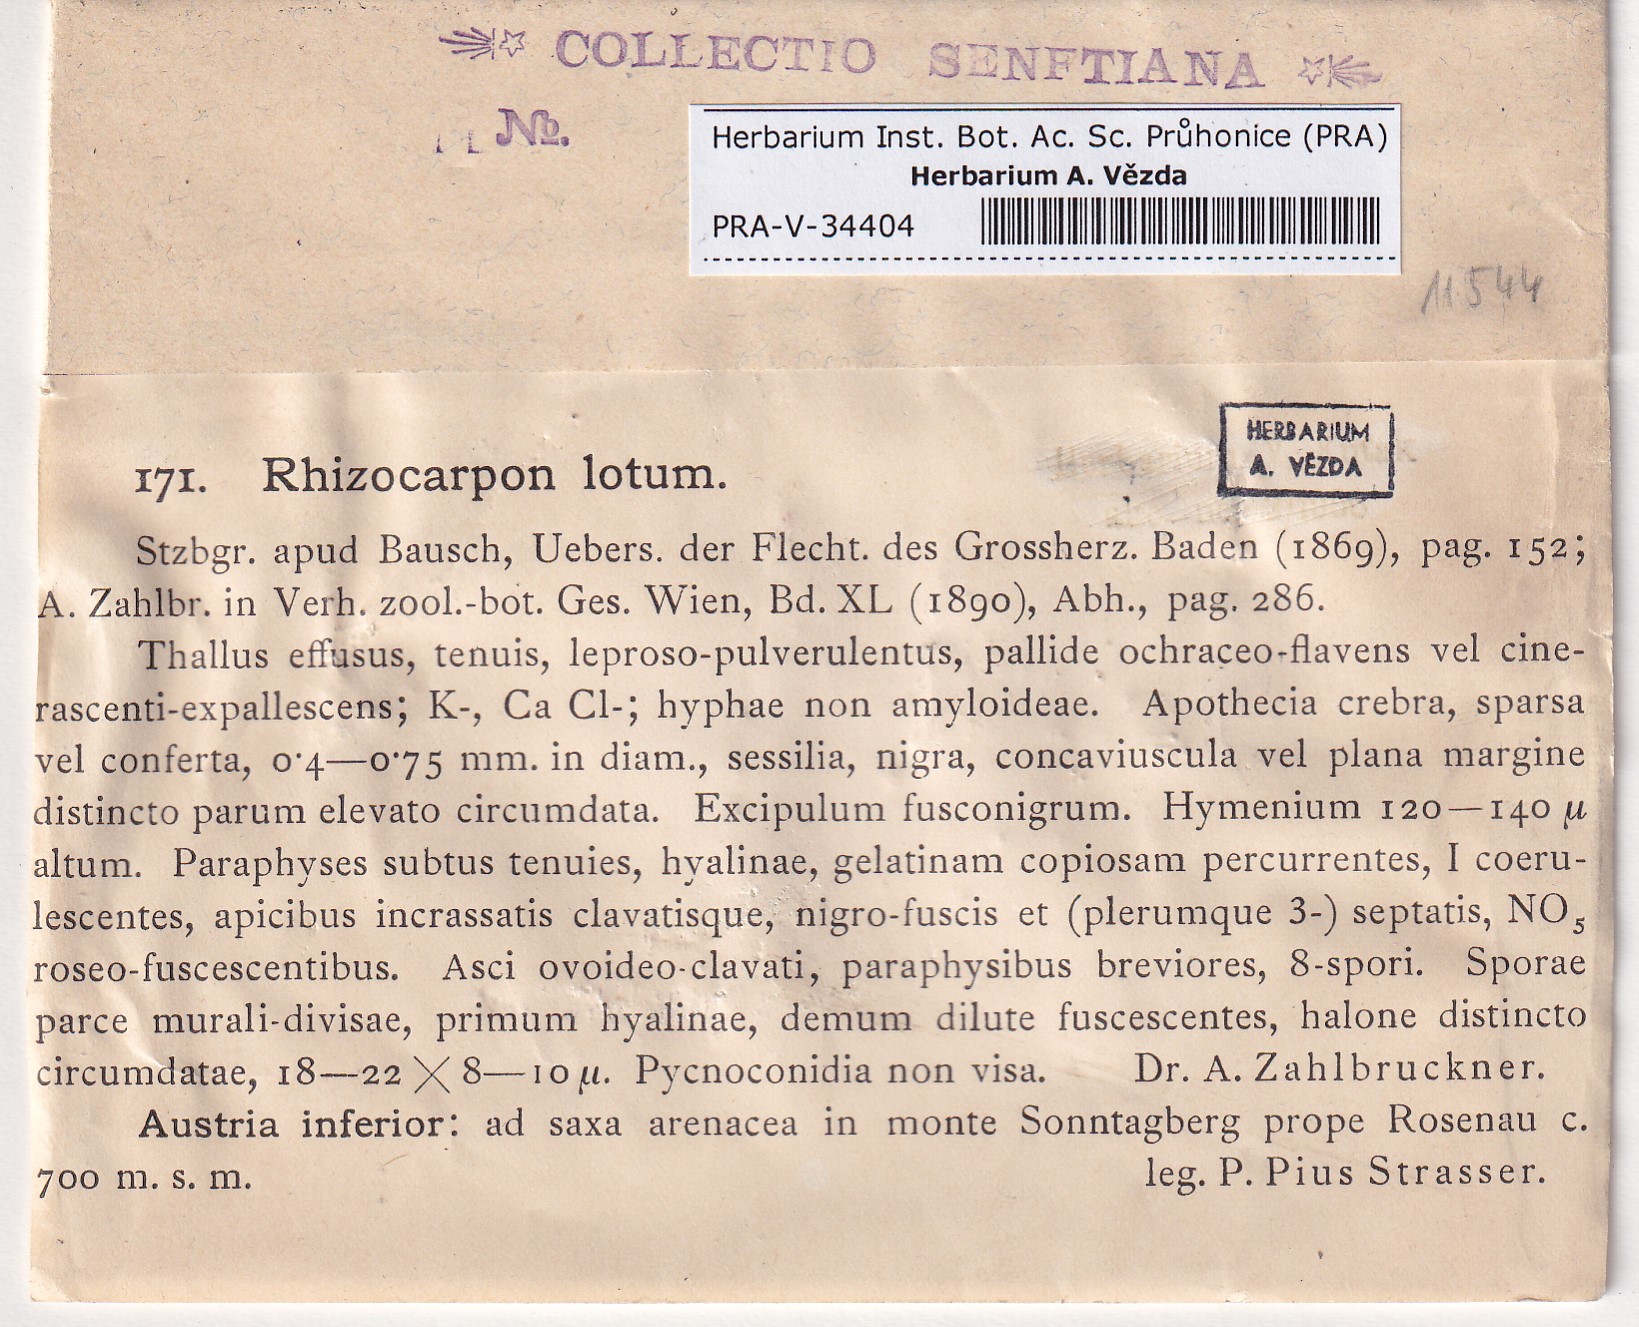 COLLECTIO SENFTIANA
No.
Herbarium Inst. Bot. Ac. Sc. Průhonice (PRA)
Herbarium A. Vězda
PRA-V-34404
11544
HERBARIUM
A. VĚZDA
171. Rhizocarpon lotum.
Stzbgr. apud Bausch, Uebers. der Flecht. des Grossherz. Baden (1869), pag. 152;
A. Zahlbr. in Verh. zool.-bot. Ges. Wien, Bd. XL (1890), Abh., pag. 286.
Thallus effusus, tenuis, leproso-pulverulentus, pallide ochraceo-flavens vel cine-
rascenti-expallescens; K-, Ca Cl-; hyphae non amyloideae. Apothecia crebra, sparsa
vel conferta, 0·4—0·75 mm. in diam., sessilia, nigra, concaviuscula vel plana margine
distincto parum elevato circumdata. Excipulum fusconigrum. Hymenium 120—140 µ
altum. Paraphyses subtus tenuies, hyalinae, gelatinam copiosam percurrentes, I coeru-
lescentes, apicibus incrassatis clavatisque, nigro-fuscis et (plerumque 3-) septatis, NO₅
roseo-fuscescentibus. Asci ovoideo-clavati, paraphysibus breviores, 8-spori. Sporae
parce murali-divisae, primum hyalinae, demum dilute fuscescentes, halone distincto
circumdatae, 18—22 × 8—10 µ. Pycnoconidia non visa. Dr. A. Zahlbruckner.
Austria inferior: ad saxa arenacea in monte Sonntagberg prope Rosenau c.
700 m. s. m. leg. P. Pius Strasser.